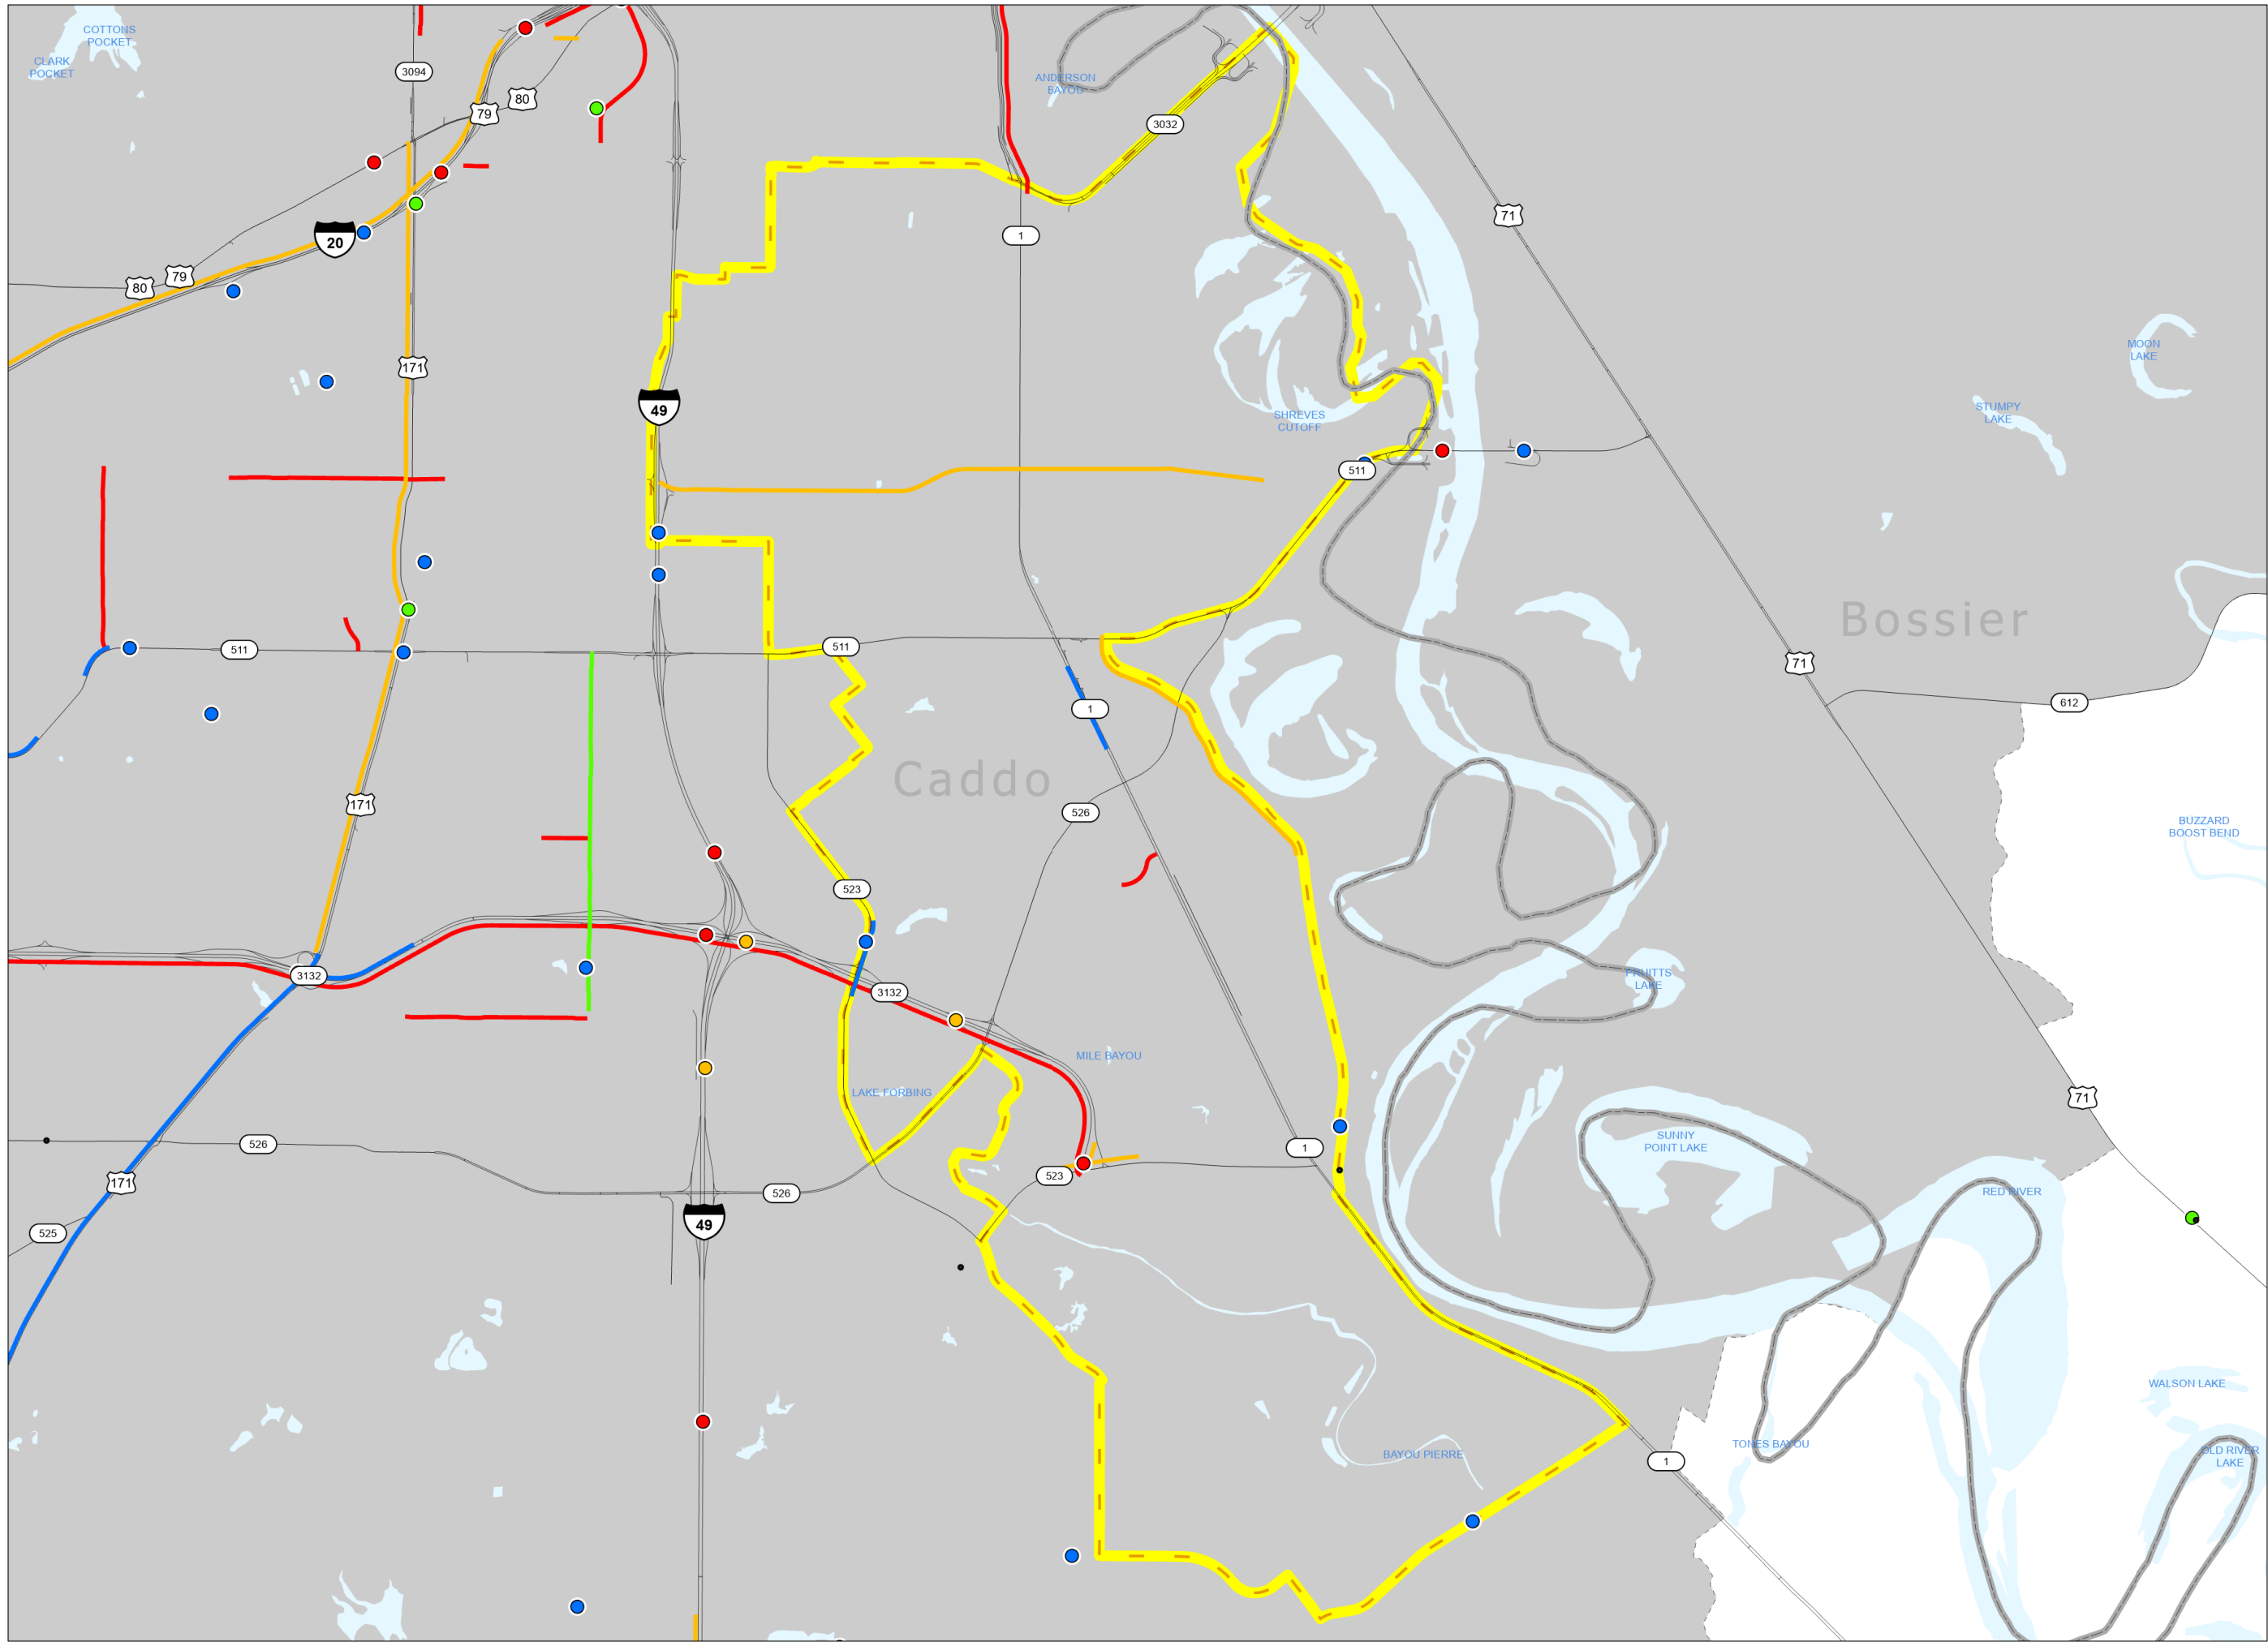 COTTONS
POCKET
CLARK
POCKET
3094
ANDERSON
BAYOU
80
79
3032
71
1
20
79
80
MOON
LAKE
171
49
STUMPY
LAKE
SHREVES
CUTOFF
511
Bossier
511
511
71
612
1
Caddo
171
526
BUZZARD
BOOST BEND
523
3132
FRUITTS
LAKE
3132
MILE BAYOU
LAKE FORBING
71
526
SUNNY
POINT LAKE
1
523
171
526
RED RIVER
49
525
WALSON LAKE
TONES BAYOU
OLD RIVER
LAKE
BAYOU PIERRE
1